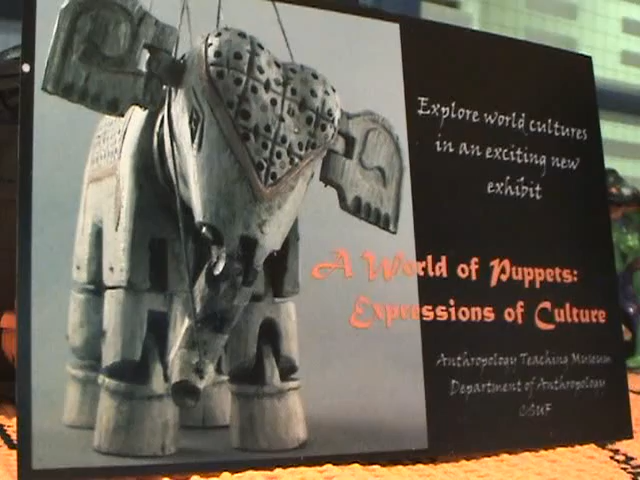 Explore world cultures
in an exciting new
exhibit
A World of Puppets:
Expressions of Culture
Anthropology Teaching Museum
Department of Anthropology
CSUF